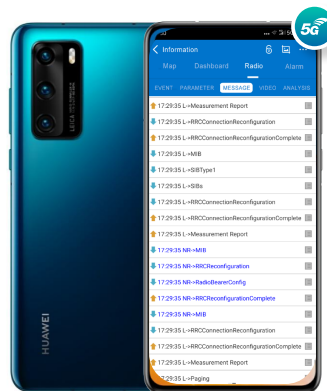 5G
Information
Map Dashboard Radio Alarm
EVENT PARAMETER MESSAGE VIDEO ANALYSIS
17:29:35 L->Measurement Report
17:29:35 L->RRCConnectionReconfiguration
17:29:35 L->RRCConnectionReconfigurationComplete
17:29:35 L->MIB
17:29:35 L->SIBType1
17:29:35 L->SIBs
17:29:35 L->RRCConnectionReconfiguration
17:29:35 L->RRCConnectionReconfigurationComplete
17:29:35 L->Measurement Report
17:29:35 NR->MIB
17:29:35 NR->RRCReconfiguration
17:29:35 NR->RadioBearerConfig
17:29:35 NR->RRCReconfigurationComplete
17:29:35 NR->MIB
17:29:35 L->RRCConnectionReconfiguration
17:29:35 L->RRCConnectionReconfigurationComplete
17:29:35 L->Measurement Report
17:29:35 L->Paging
HUAWEI